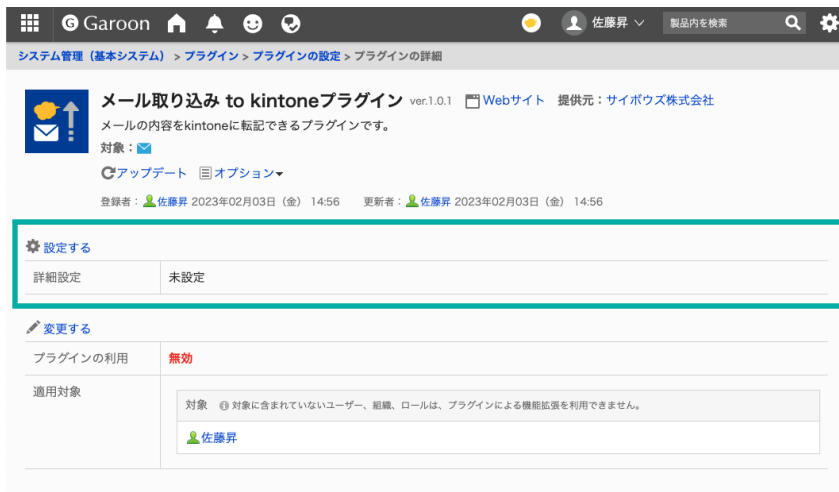 Garoon 佐藤昇 製品内を検索
システム管理（基本システム） > プラグイン > プラグインの設定 > プラグインの詳細
メール取り込み to kintoneプラグイン ver.1.0.1 Webサイト 提供元：サイボウズ株式会社
メールの内容をkintoneに転記できるプラグインです。
対象：
アップデート オプション
登録者： 佐藤昇 2023年02月03日（金） 14:56 更新者： 佐藤昇 2023年02月03日（金） 14:56
設定する
詳細設定 未設定
変更する
プラグインの利用 無効
適用対象
対象 対象に含まれていないユーザー、組織、ロールは、プラグインによる機能拡張を利用できません。
佐藤昇